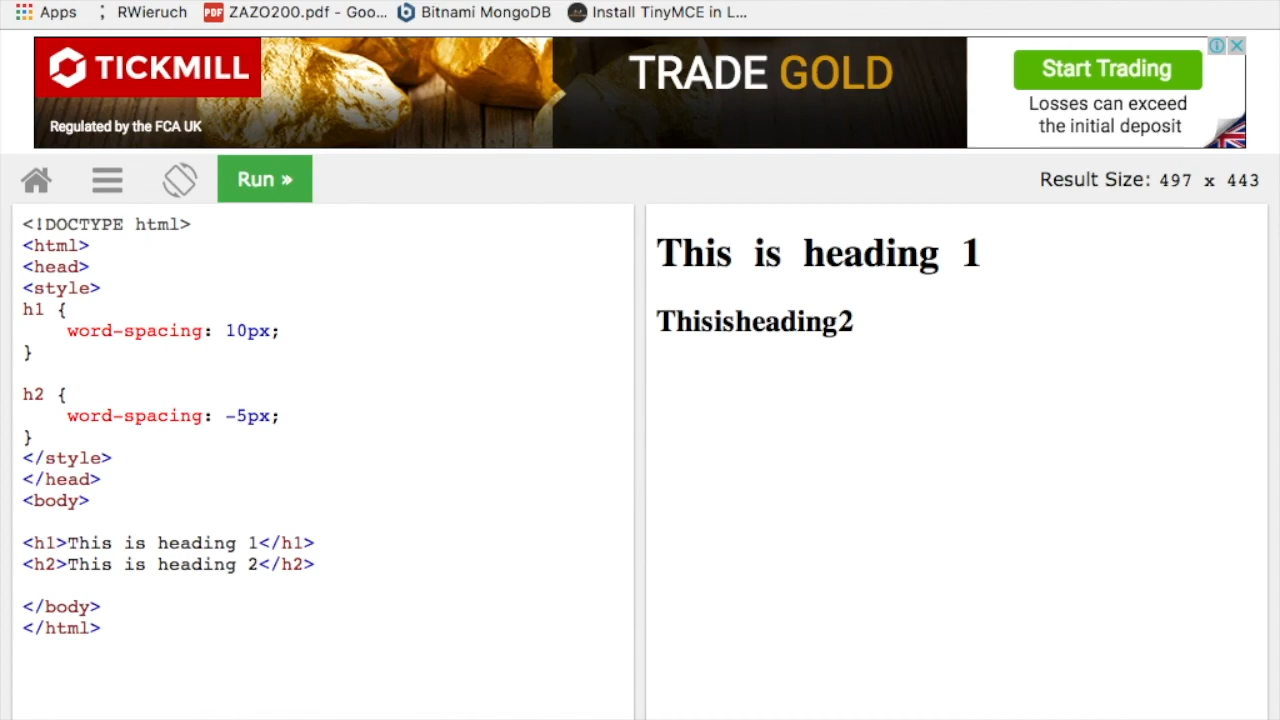 Apps RWieruch ZAZO200.pdf - Goo... Bitnami MongoDB Install TinyMCE in L...
PDF
TICKMILL
Regulated by the FCA UK
TRADE GOLD
Start Trading
Losses can exceed
the initial deposit
Run »
Result Size: 497 x 443
<!DOCTYPE html>
<html>
<head>
<style>
h1 {
    word-spacing: 10px;
}

h2 {
    word-spacing: -5px;
}
</style>
</head>
<body>

<h1>This is heading 1</h1>
<h2>This is heading 2</h2>

</body>
</html>
This is heading 1
Thisisheading2